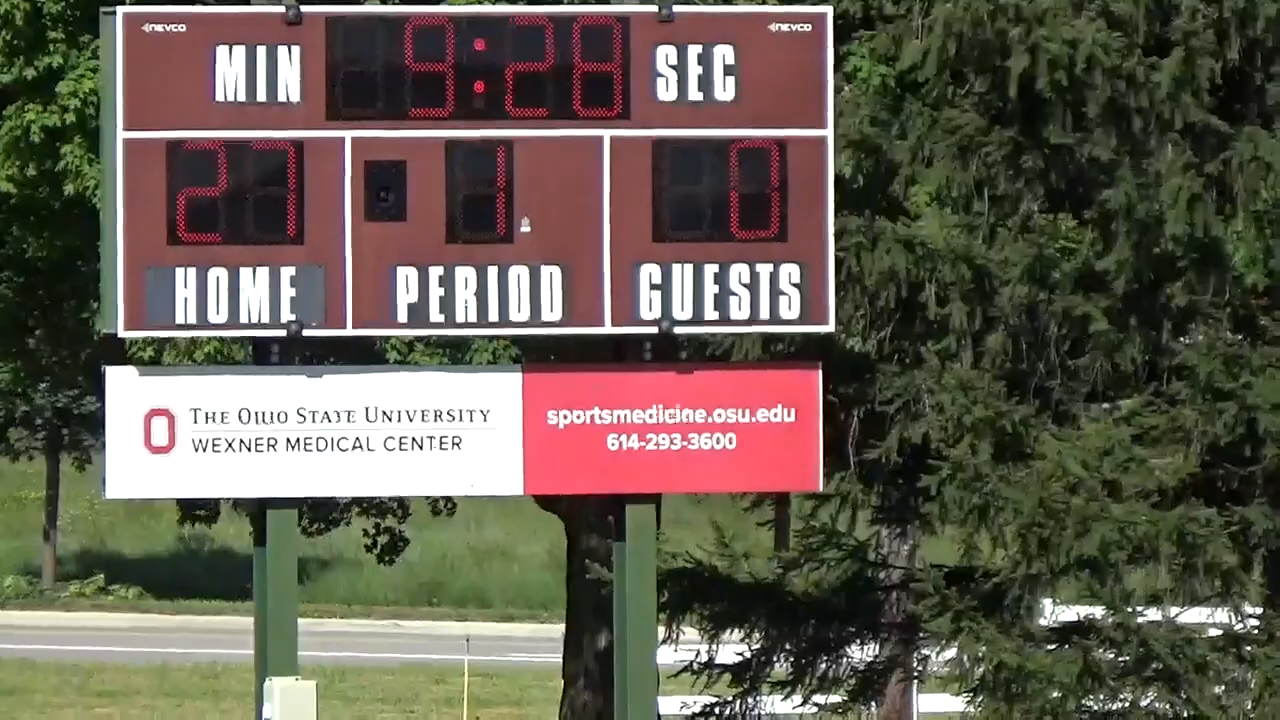 NEVCO NEVCO
MIN 9:28 SEC
27 1 0
HOME PERIOD GUESTS
THE OHIO STATE UNIVERSITY
WEXNER MEDICAL CENTER
sportsmedicine.osu.edu
614-293-3600